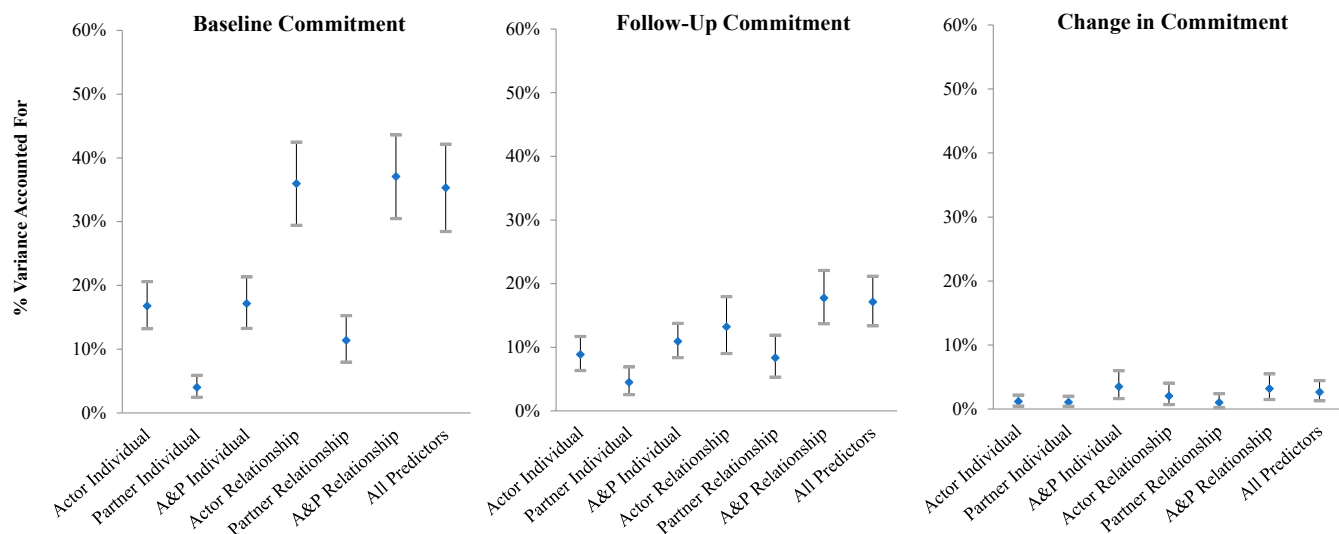 Baseline Commitment
% Variance Accounted For
60%
50%
40%
30%
20%
10%
0%
Actor Individual
Partner Individual
A&P Individual
Actor Relationship
Partner Relationship
A&P Relationship
All Predictors
Follow-Up Commitment
60%
50%
40%
30%
20%
10%
0%
Actor Individual
Partner Individual
A&P Individual
Actor Relationship
Partner Relationship
A&P Relationship
All Predictors
Change in Commitment
60%
50%
40%
30%
20%
10%
0%
Actor Individual
Partner Individual
A&P Individual
Actor Relationship
Partner Relationship
A&P Relationship
All Predictors